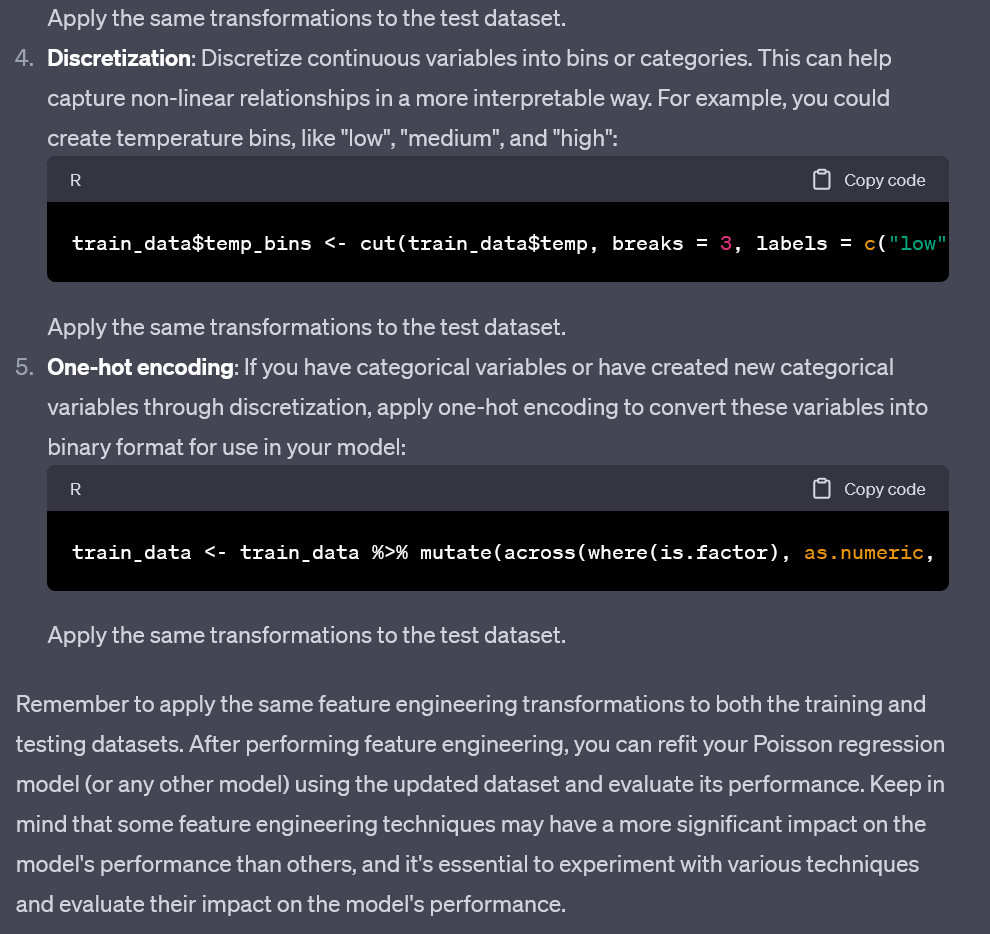 Apply the same transformations to the test dataset.
4. Discretization: Discretize continuous variables into bins or categories. This can help
capture non-linear relationships in a more interpretable way. For example, you could
create temperature bins, like "low", "medium", and "high":
R Copy code
train_data$temp_bins <- cut(train_data$temp, breaks = 3, labels = c("low"
Apply the same transformations to the test dataset.
5. One-hot encoding: If you have categorical variables or have created new categorical
variables through discretization, apply one-hot encoding to convert these variables into
binary format for use in your model:
R Copy code
train_data <- train_data %>% mutate(across(where(is.factor), as.numeric,
Apply the same transformations to the test dataset.
Remember to apply the same feature engineering transformations to both the training and
testing datasets. After performing feature engineering, you can refit your Poisson regression
model (or any other model) using the updated dataset and evaluate its performance. Keep in
mind that some feature engineering techniques may have a more significant impact on the
model's performance than others, and it's essential to experiment with various techniques
and evaluate their impact on the model's performance.